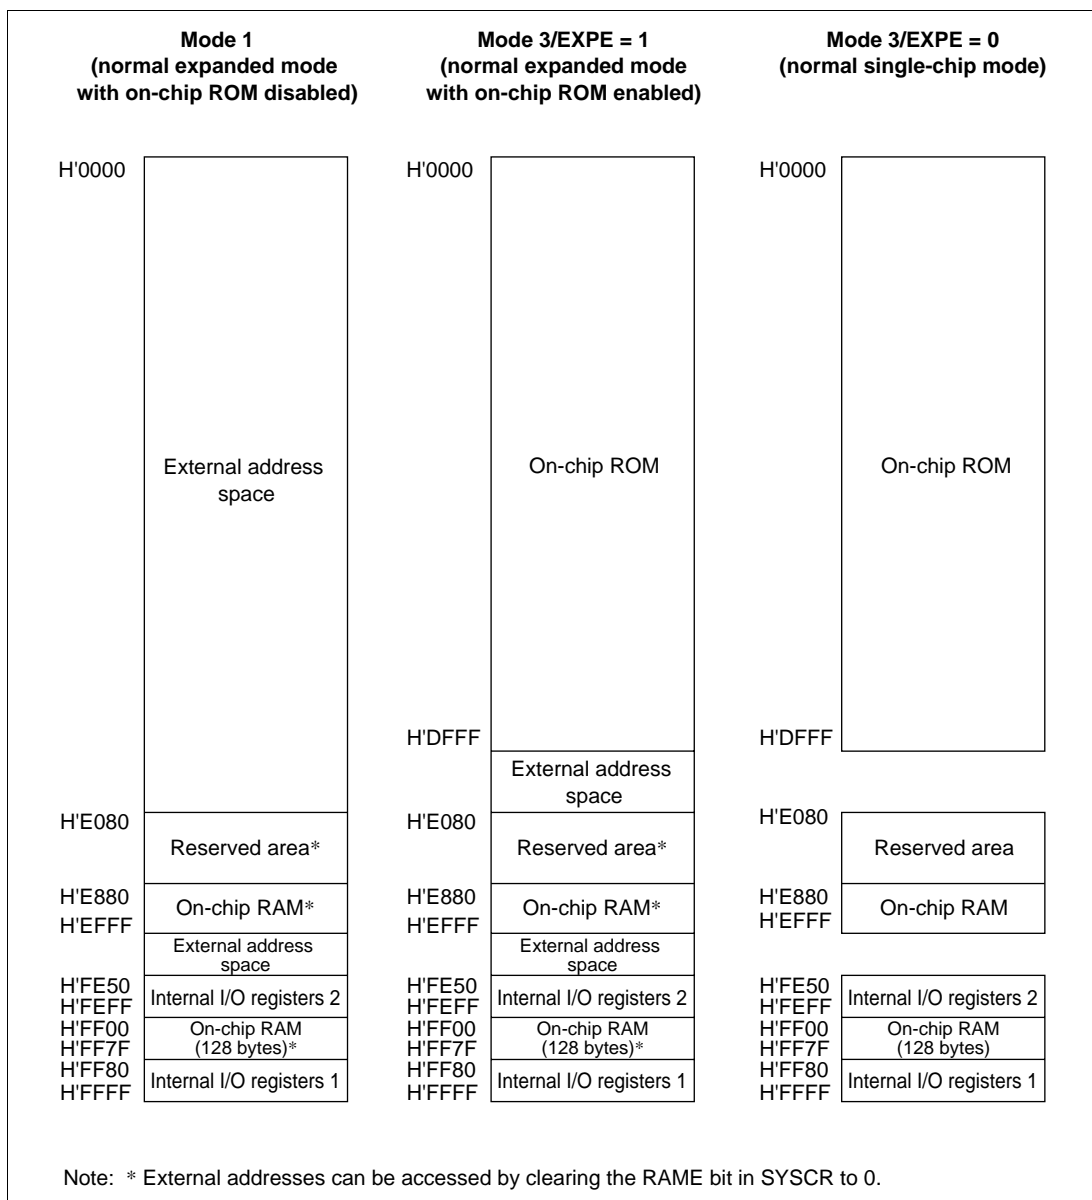 Mode 1
(normal expanded mode
with on-chip ROM disabled)
Mode 3/EXPE = 1
(normal expanded mode
with on-chip ROM enabled)
Mode 3/EXPE = 0
(normal single-chip mode)
H'0000
External address
space
H'E080
Reserved area*
H'E880
On-chip RAM*
H'EFFF
External address
space
H'FE50
Internal I/O registers 2
H'FEFF
H'FF00
On-chip RAM
(128 bytes)*
H'FF7F
H'FF80
Internal I/O registers 1
H'FFFF
H'0000
On-chip ROM
H'DFFF
External address
space
H'E080
Reserved area*
H'E880
On-chip RAM*
H'EFFF
External address
space
H'FE50
Internal I/O registers 2
H'FEFF
H'FF00
On-chip RAM
(128 bytes)*
H'FF7F
H'FF80
Internal I/O registers 1
H'FFFF
H'0000
On-chip ROM
H'DFFF
H'E080
Reserved area
H'E880
On-chip RAM
H'EFFF
H'FE50
Internal I/O registers 2
H'FEFF
H'FF00
On-chip RAM
(128 bytes)
H'FF7F
H'FF80
Internal I/O registers 1
H'FFFF
Note: * External addresses can be accessed by clearing the RAME bit in SYSCR to 0.